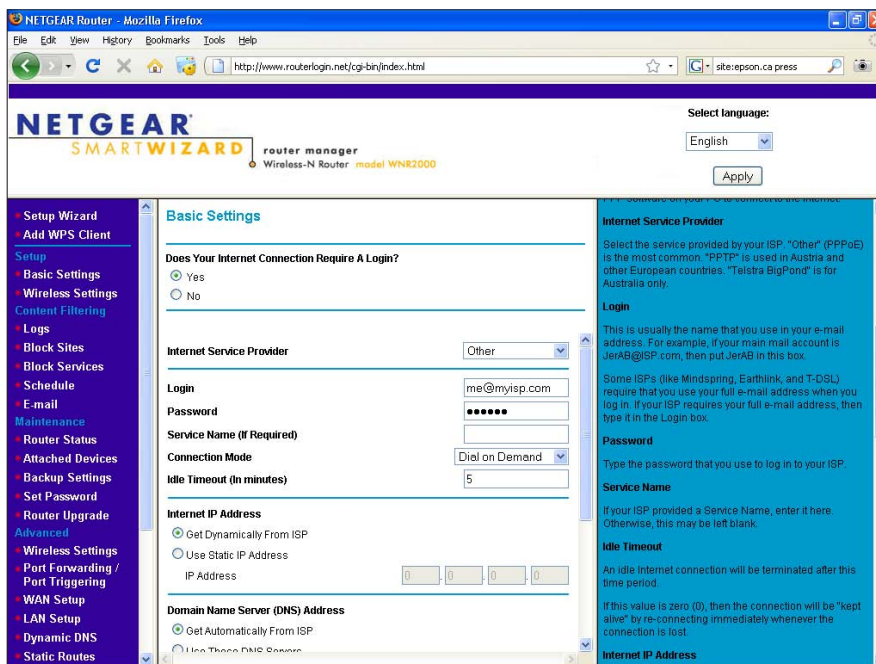 NETGEAR Router - Mozilla Firefox
File Edit View History Bookmarks Tools Help
http://www.routerlogin.net/cgi-bin/index.html
site:epson.ca press
NETGEAR
SMARTWIZARD
router manager
Wireless-N Router model WNR2000
Select language:
English
Apply
Setup Wizard
Add WPS Client
Setup
Basic Settings
Wireless Settings
Content Filtering
Logs
Block Sites
Block Services
Schedule
E-mail
Maintenance
Router Status
Attached Devices
Backup Settings
Set Password
Router Upgrade
Advanced
Wireless Settings
Port Forwarding /
Port Triggering
WAN Setup
LAN Setup
Dynamic DNS
Static Routes
Basic Settings
Does Your Internet Connection Require A Login?
Yes
No
Internet Service Provider Other
Login me@myisp.com
Password ●●●●●●
Service Name (If Required)
Connection Mode Dial on Demand
Idle Timeout (In minutes) 5
Internet IP Address
Get Dynamically From ISP
Use Static IP Address
IP Address 0 . 0 . 0 . 0
Domain Name Server (DNS) Address
Get Automatically From ISP
Use These DNS Servers
PPP software on your PC to connect to the Internet.
Internet Service Provider
Select the service provided by your ISP. "Other" (PPPoE)
is the most common. "PPTP" is used in Austria and
other European countries. "Telstra BigPond" is for
Australia only.
Login
This is usually the name that you use in your e-mail
address. For example, if your main mail account is
JerAB@ISP.com, then put JerAB in this box.
Some ISPs (like Mindspring, Earthlink, and T-DSL)
require that you use your full e-mail address when you
log in. If your ISP requires your full e-mail address, then
type it in the Login box.
Password
Type the password that you use to log in to your ISP.
Service Name
If your ISP provided a Service Name, enter it here.
Otherwise, this may be left blank.
Idle Timeout
An idle Internet connection will be terminated after this
time period.
If this value is zero (0), then the connection will be "kept
alive" by re-connecting immediately whenever the
connection is lost.
Internet IP Address